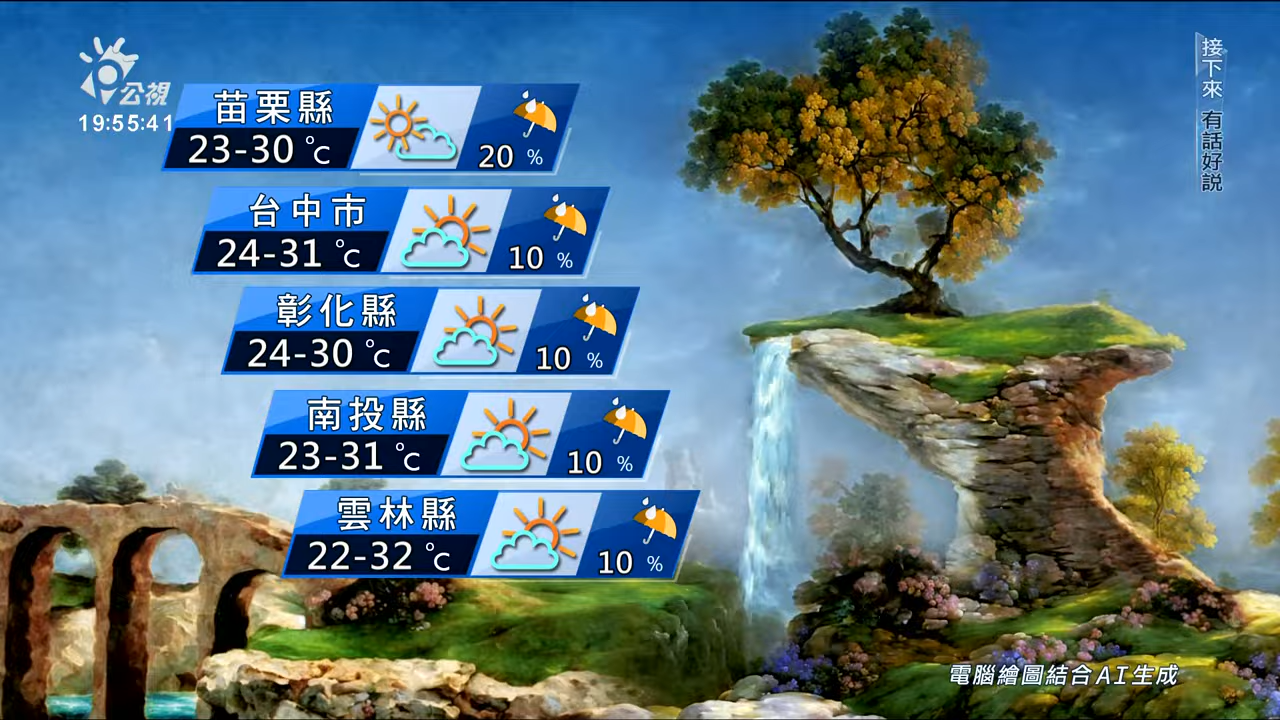 公視
19:55:41
苗栗縣
23-30 ℃
20 %
台中市
24-31 ℃
10 %
彰化縣
24-30 ℃
10 %
南投縣
23-31 ℃
10 %
雲林縣
22-32 ℃
10 %
接下來 有話好說
電腦繪圖結合AI生成